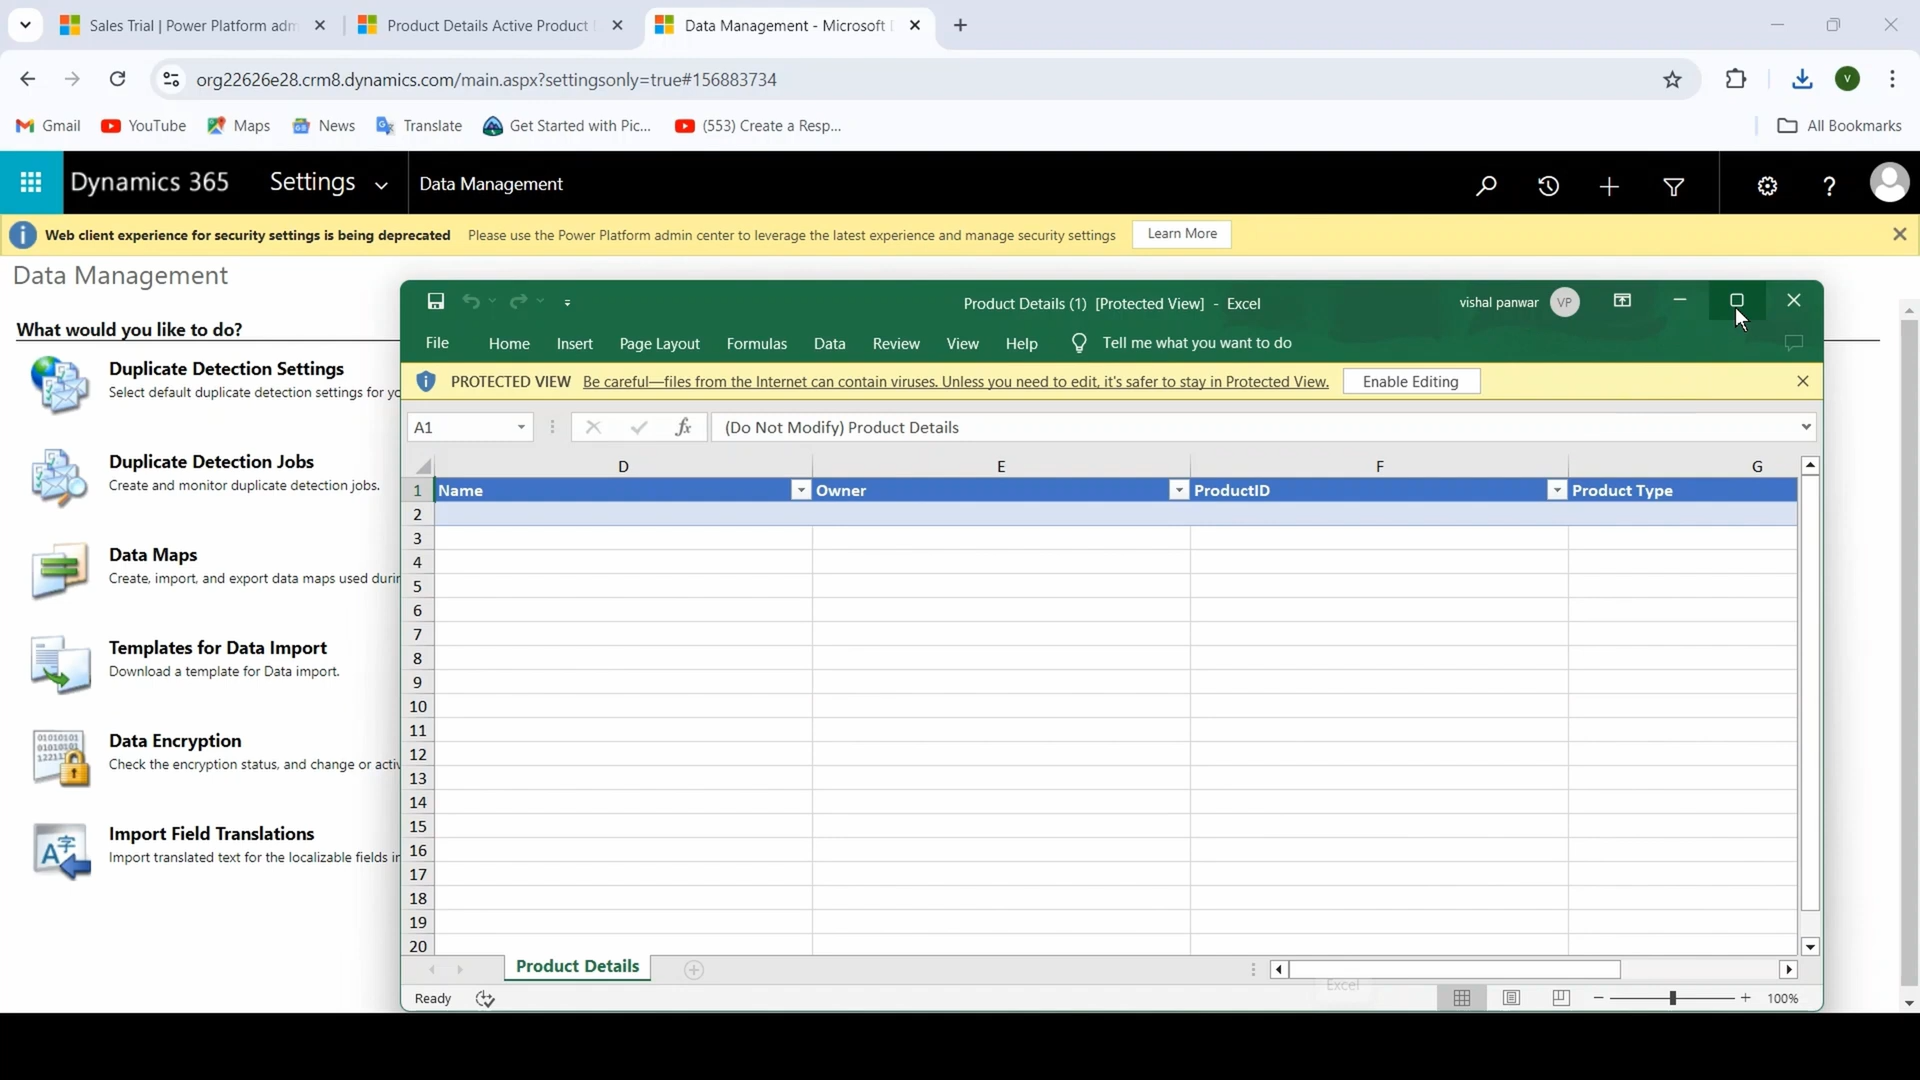 Sales Trial | Power Platform adm
Product Details Active Product
Data Management - Microsoft
org22626e28.crm8.dynamics.com/main.aspx?settingsonly=true#156883734
V
Gmail
YouTube
Maps
News
Translate
Get Started with Pic...
(553) Create a Resp...
All Bookmarks
Dynamics 365
Settings
Data Management
Web client experience for security settings is being deprecated
Please use the Power Platform admin center to leverage the latest experience and manage security settings
Learn More
Data Management
What would you like to do?
Duplicate Detection Settings
Select default duplicate detection settings for yo
Duplicate Detection Jobs
Create and monitor duplicate detection jobs.
Data Maps
Create, import, and export data maps used durin
Templates for Data Import
Download a template for Data import.
Data Encryption
Check the encryption status, and change or activ
Import Field Translations
Import translated text for the localizable fields in
Product Details (1) [Protected View] - Excel
vishal panwar
VP
File
Home
Insert
Page Layout
Formulas
Data
Review
View
Help
Tell me what you want to do
PROTECTED VIEW
Be careful—files from the Internet can contain viruses. Unless you need to edit, it's safer to stay in Protected View.
Enable Editing
A1
fx
(Do Not Modify) Product Details
D
E
F
G
1
Name
Owner
ProductID
Product Type
2
3
4
5
6
7
8
9
10
11
12
13
14
15
16
17
18
19
20
Product Details
Excel
Ready
100%